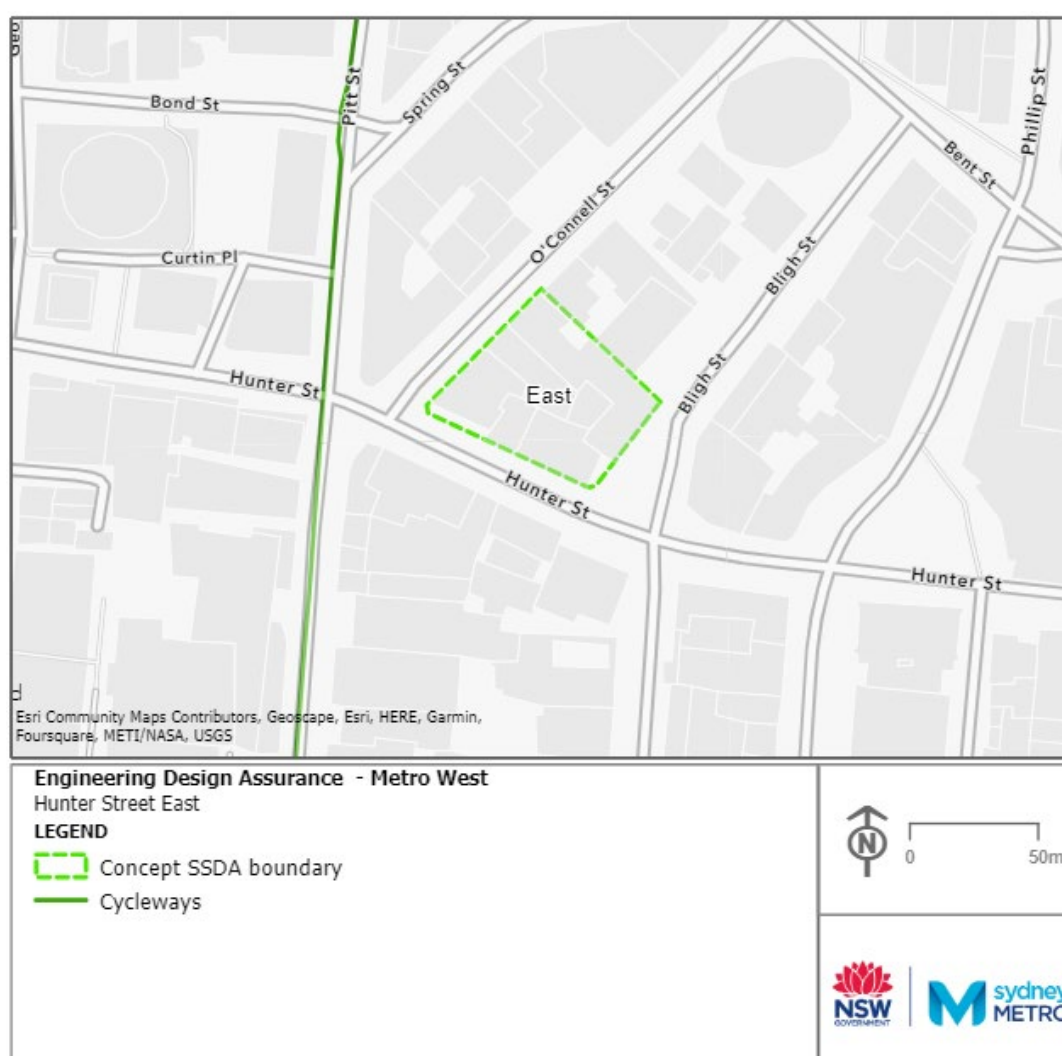 Geo
Bond St
Pitt St
Spring St
Phillip St
Bent St
O'Connell St
Curtin Pl
Bligh St
Hunter St
East
Bligh St
Hunter St
Hunter St
d
Esri Community Maps Contributors, Geoscape, Esri, HERE, Garmin,
Foursquare, METI/NASA, USGS
Engineering Design Assurance - Metro West
Hunter Street East
LEGEND
Concept SSDA boundary
Cycleways
N
0
50m
NSW
GOVERNMENT
M
sydney
METRO